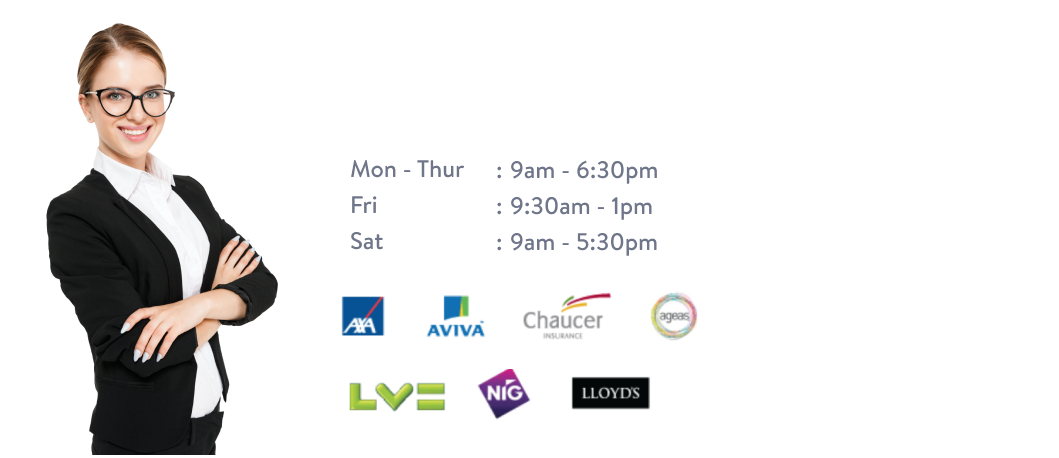 Mon - Thur : 9am - 6:30pm
Fri : 9:30am - 1pm
Sat : 9am - 5:30pm
AXA AVIVA Chaucer INSURANCE ageas
LV= NIG LLOYD'S